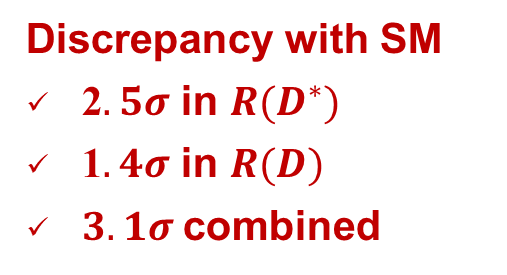 Discrepancy with SM
✓ 2.5σ in R(D*)
✓ 1.4σ in R(D)
✓ 3.1σ combined